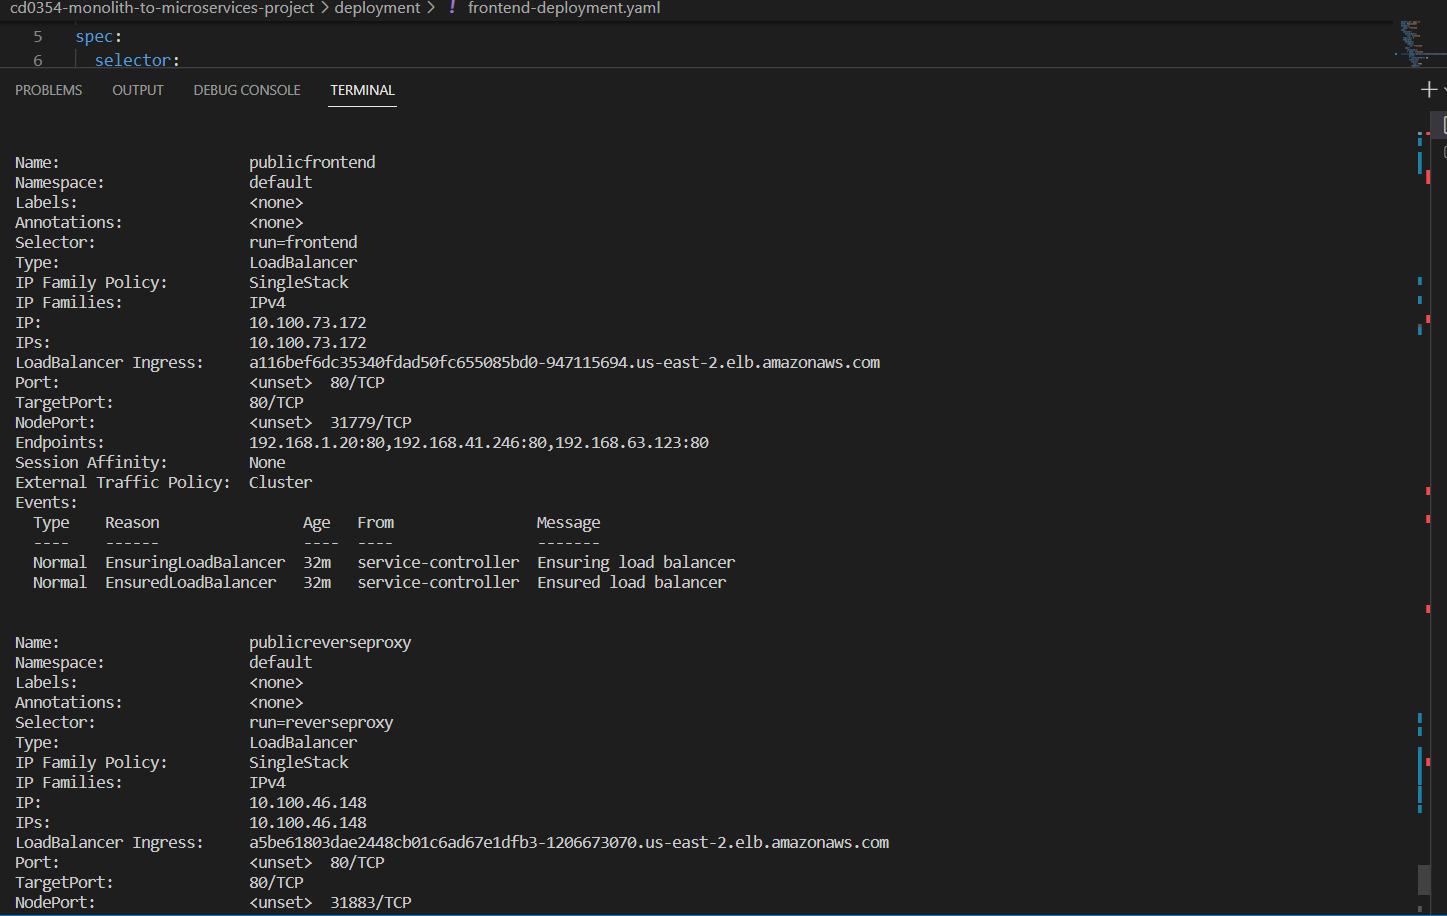 cd0354-monolith-to-microservices-project > deployment > ! frontend-deployment.yaml
5 spec:
6 selector:
PROBLEMS OUTPUT DEBUG CONSOLE TERMINAL
Name: publicfrontend
Namespace: default
Labels: <none>
Annotations: <none>
Selector: run=frontend
Type: LoadBalancer
IP Family Policy: SingleStack
IP Families: IPv4
IP: 10.100.73.172
IPs: 10.100.73.172
LoadBalancer Ingress: a116bef6dc35340fdad50fc655085bd0-947115694.us-east-2.elb.amazonaws.com
Port: <unset> 80/TCP
TargetPort: 80/TCP
NodePort: <unset> 31779/TCP
Endpoints: 192.168.1.20:80,192.168.41.246:80,192.168.63.123:80
Session Affinity: None
External Traffic Policy: Cluster
Events:
Type Reason Age From Message
---- ------ ---- ---- -------
Normal EnsuringLoadBalancer 32m service-controller Ensuring load balancer
Normal EnsuredLoadBalancer 32m service-controller Ensured load balancer
Name: publicreverseproxy
Namespace: default
Labels: <none>
Annotations: <none>
Selector: run=reverseproxy
Type: LoadBalancer
IP Family Policy: SingleStack
IP Families: IPv4
IP: 10.100.46.148
IPs: 10.100.46.148
LoadBalancer Ingress: a5be61803dae2448cb01c6ad67e1dfb3-1206673070.us-east-2.elb.amazonaws.com
Port: <unset> 80/TCP
TargetPort: 80/TCP
NodePort: <unset> 31883/TCP